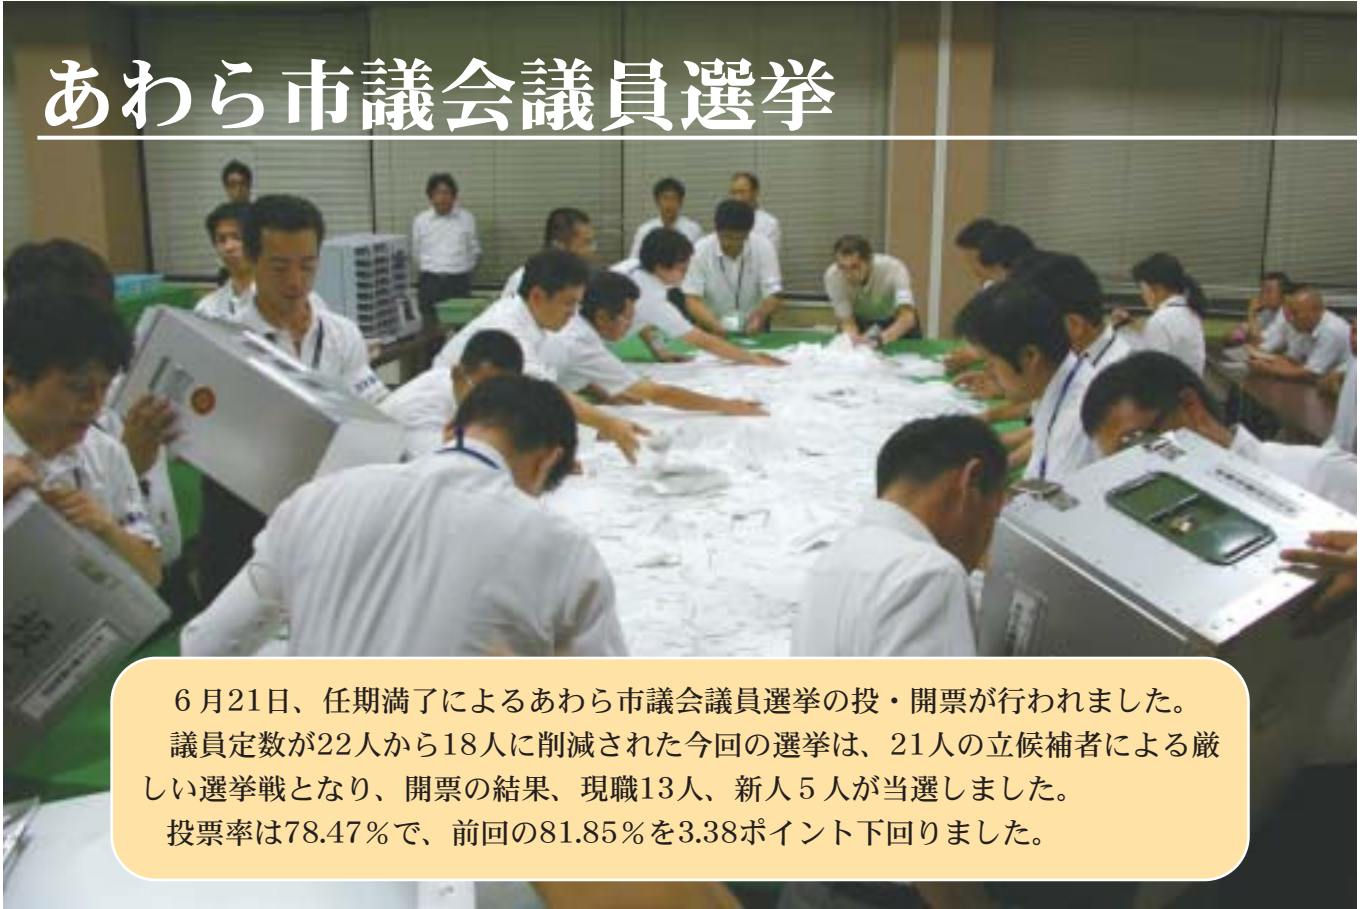 あわら市議会議員選挙
6月21日、任期満了によるあわら市議会議員選挙の投・開票が行われました。
議員定数が22人から18人に削減された今回の選挙は、21人の立候補者による厳
しい選挙戦となり、開票の結果、現職13人、新人5人が当選しました。
投票率は78.47％で、前回の81.85％を3.38ポイント下回りました。